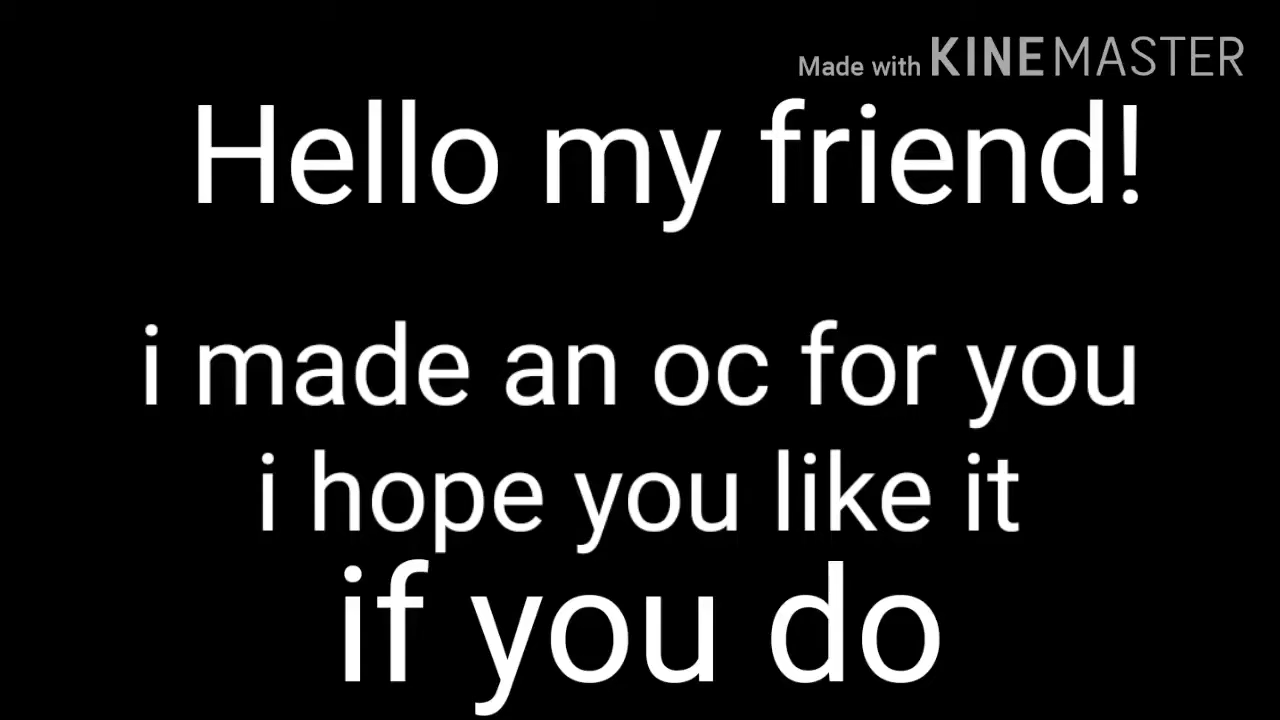 Made with KINEMASTER
Hello my friend!
i made an oc for you
i hope you like it
if you do